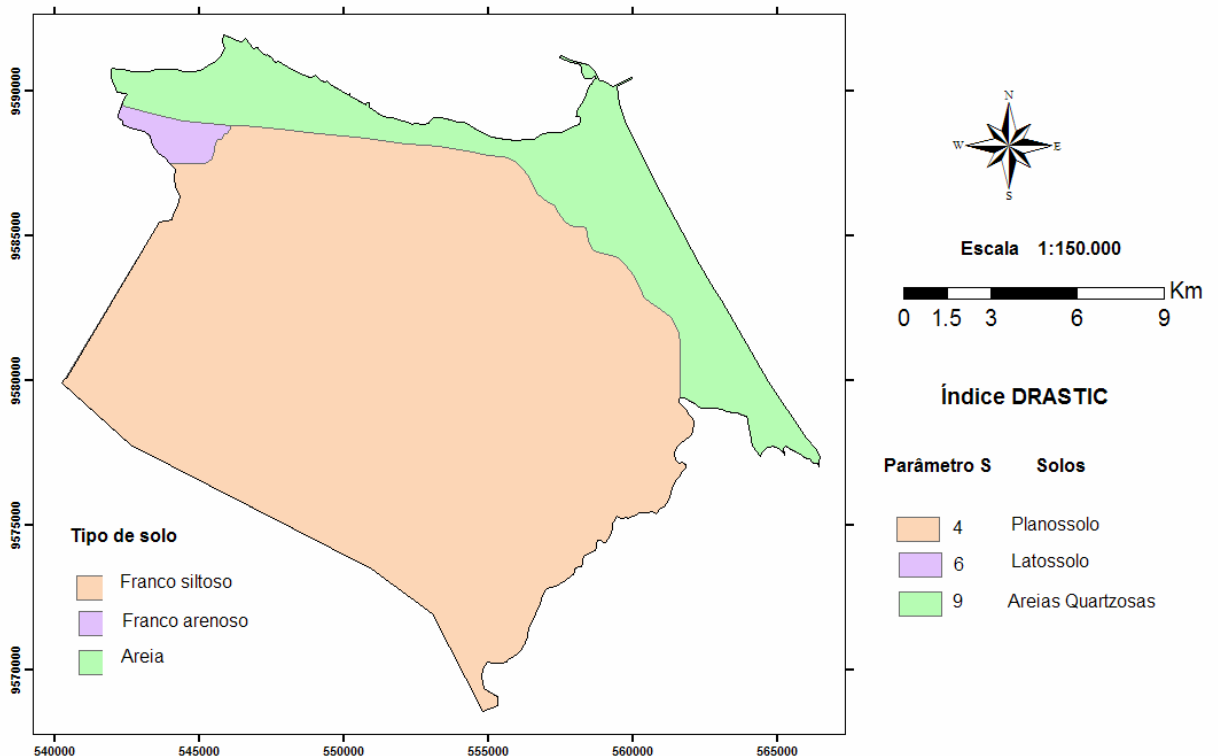 9590000
9585000
9580000
9575000
9570000
540000
545000
550000
555000
560000
565000
Tipo de solo
Franco siltoso
Franco arenoso
Areia
N
W
E
S
Escala 1:150.000
Km
0 1.5 3 6 9
Índice DRASTIC
Parâmetro S Solos
4 Planossolo
6 Latossolo
9 Areias Quartzosas